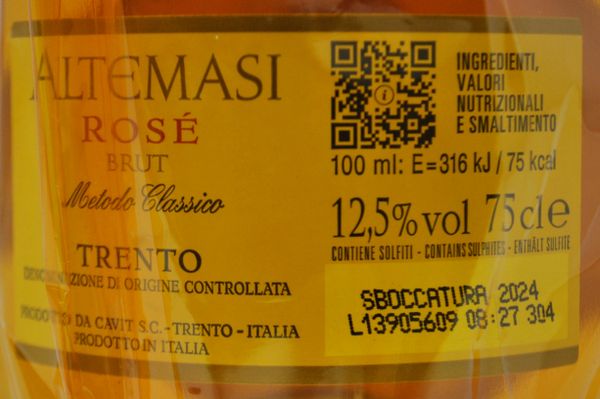 ALTEMASI
ROSÉ
BRUT
Metodo Classico
TRENTO
DENOMINAZIONE DI ORIGINE CONTROLLATA
PRODOTTO DA CAVIT S.C. - TRENTO - ITALIA
PRODOTTO IN ITALIA
INGREDIENTI,
VALORI
NUTRIZIONALI
E SMALTIMENTO
100 ml: E=316 kJ / 75 kcal
12,5% vol 75cl e
CONTIENE SOLFITI - CONTAINS SULPHITES - ENTHÄLT SULFITE
SBOCCATURA 2024
L13905609 08:27 304